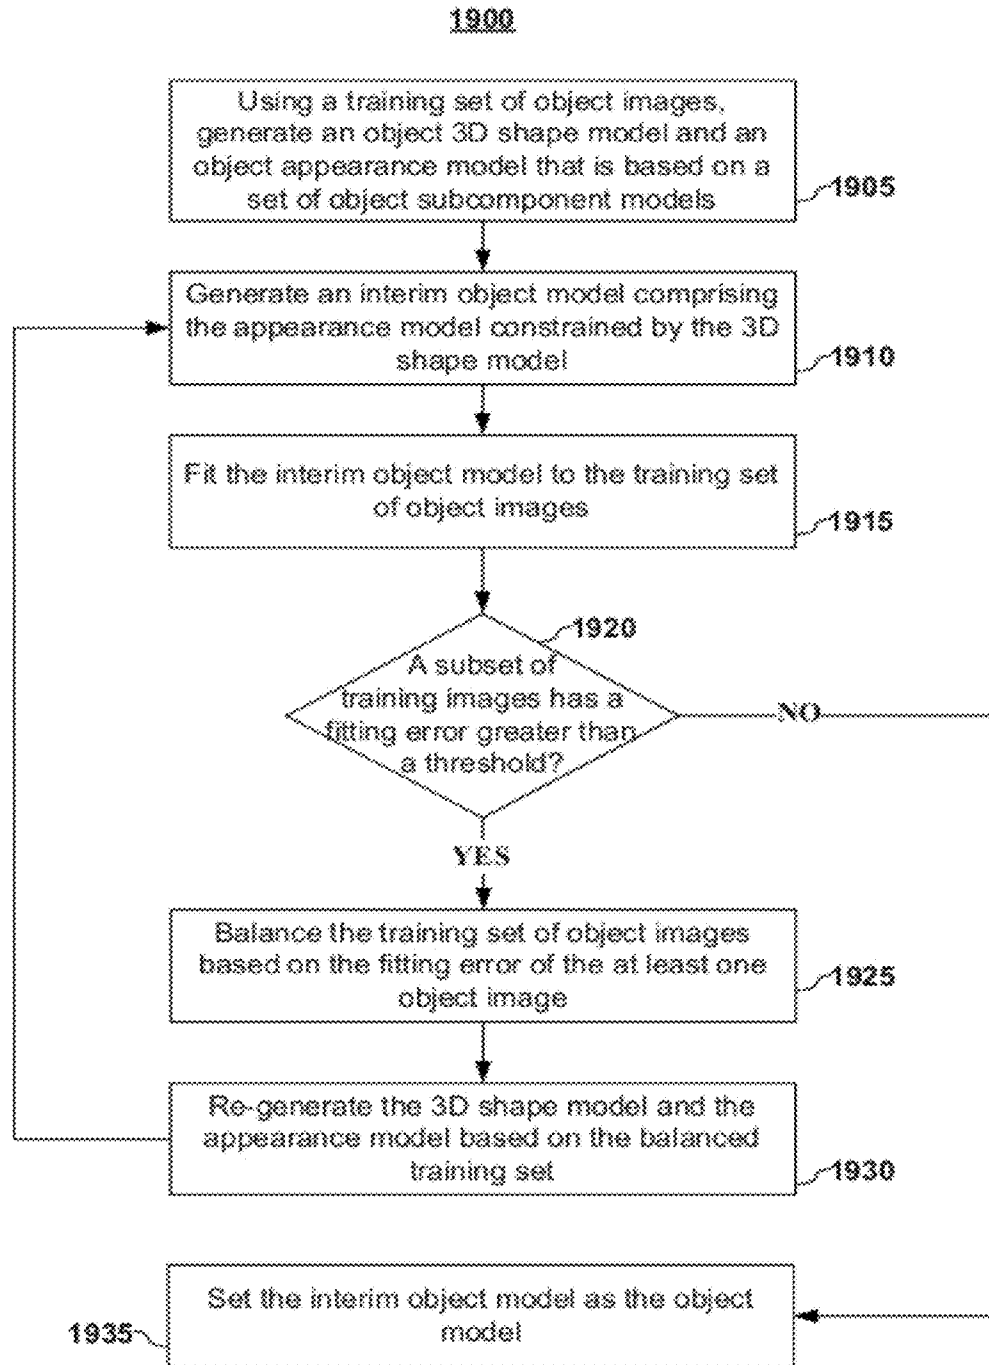 1900
Using a training set of object images,
generate an object 3D shape model and an
object appearance model that is based on a
set of object subcomponent models
1905
Generate an interim object model comprising
the appearance model constrained by the 3D
shape model
1910
Fit the interim object model to the training set
of object images
1915
1920
A subset of
training images has a
fitting error greater than
a threshold?
NO
YES
Balance the training set of object images
based on the fitting error of the at least one
object image
1925
Re-generate the 3D shape model and the
appearance model based on the balanced
training set
1930
Set the interim object model as the object
model
1935